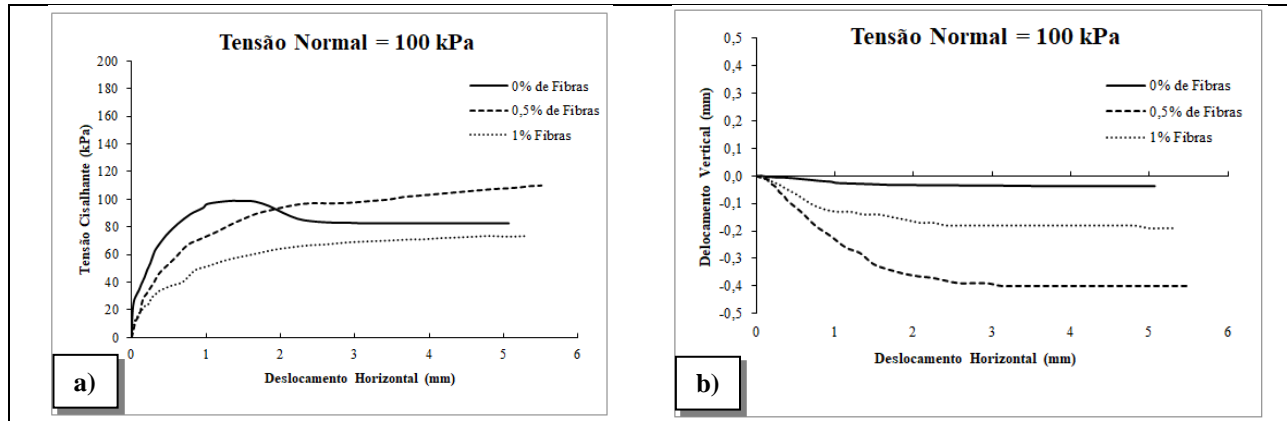 Tensão Normal = 100 kPa
200
180
160
140
120
100
80
60
40
20
0
Tensão Cisalhante (kPa)
0% de Fibras
0,5% de Fibras
1% Fibras
0 1 2 3 4 5 6
Deslocamento Horizontal (mm)
a)
Tensão Normal = 100 kPa
0,5
0,4
0,3
0,2
0,1
0,0
-0,1
-0,2
-0,3
-0,4
-0,5
Delocamento Vertical (mm)
0% de Fibras
0,5% de Fibras
1% Fibras
0 1 2 3 4 5 6
Deslocamento Horizontal (mm)
b)